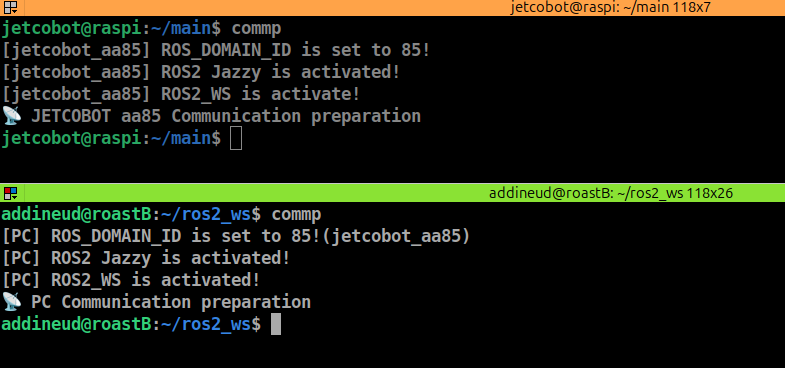 jetcobot@raspi: ~/main 118x7
jetcobot@raspi:~/main$ commp
[jetcobot_aa85] ROS_DOMAIN_ID is set to 85!
[jetcobot_aa85] ROS2 Jazzy is activated!
[jetcobot_aa85] ROS2_WS is activate!
📡 JETCOBOT aa85 Communication preparation
jetcobot@raspi:~/main$
addineud@roastB: ~/ros2_ws 118x26
addineud@roastB:~/ros2_ws$ commp
[PC] ROS_DOMAIN_ID is set to 85!(jetcobot_aa85)
[PC] ROS2 Jazzy is activated!
[PC] ROS2_WS is activated!
📡 PC Communication preparation
addineud@roastB:~/ros2_ws$